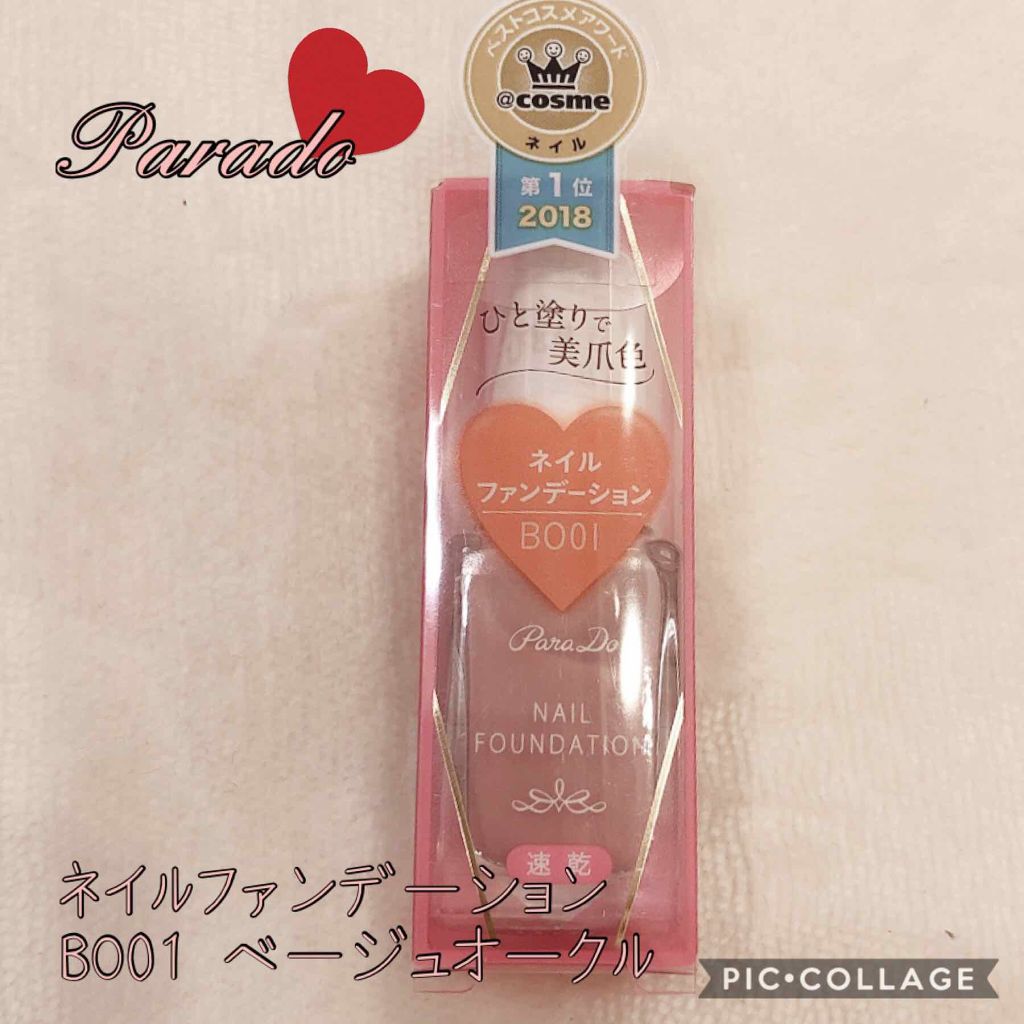 Parado
ベストコスメアワード
@cosme
ネイル
第1位
2018
ひと塗りで
美爪色
ネイル
ファンデーション
BO01
Para Do
NAIL
FOUNDATION
速乾
ネイルファンデーション
BO01 ベージュオークル
PIC•COLLAGE